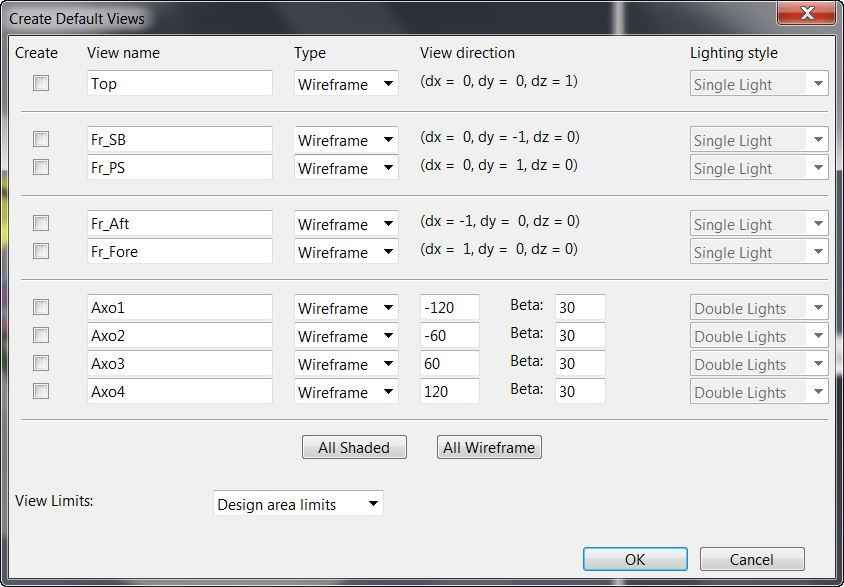 Create Default Views
Create View name Type View direction Lighting style
Top Wireframe (dx = 0, dy = 0, dz = 1) Single Light
Fr_SB Wireframe (dx = 0, dy = -1, dz = 0) Single Light
Fr_PS Wireframe (dx = 0, dy = 1, dz = 0) Single Light
Fr_Aft Wireframe (dx = -1, dy = 0, dz = 0) Single Light
Fr_Fore Wireframe (dx = 1, dy = 0, dz = 0) Single Light
Axo1 Wireframe -120 Beta: 30 Double Lights
Axo2 Wireframe -60 Beta: 30 Double Lights
Axo3 Wireframe 60 Beta: 30 Double Lights
Axo4 Wireframe 120 Beta: 30 Double Lights
All Shaded All Wireframe
View Limits: Design area limits
OK Cancel